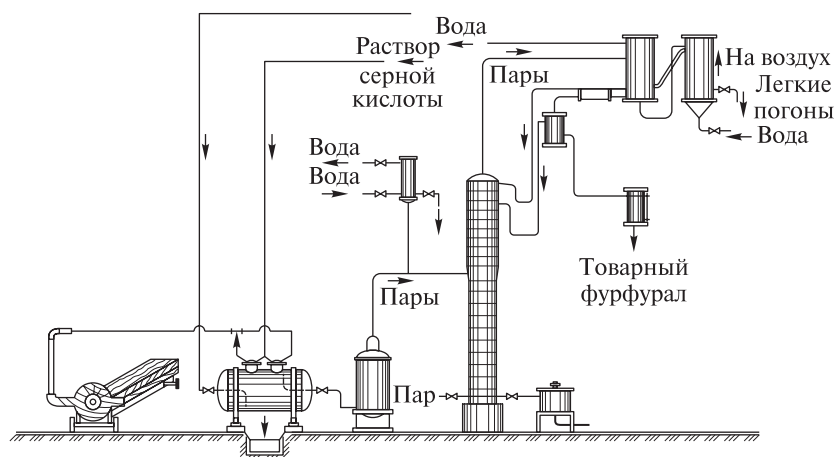 Вода
Раствор
серной
кислоты
Пары
На воздух
Легкие
погоны
Вода
Вода
Вода
Товарный
фурфурал
Пары
Пар